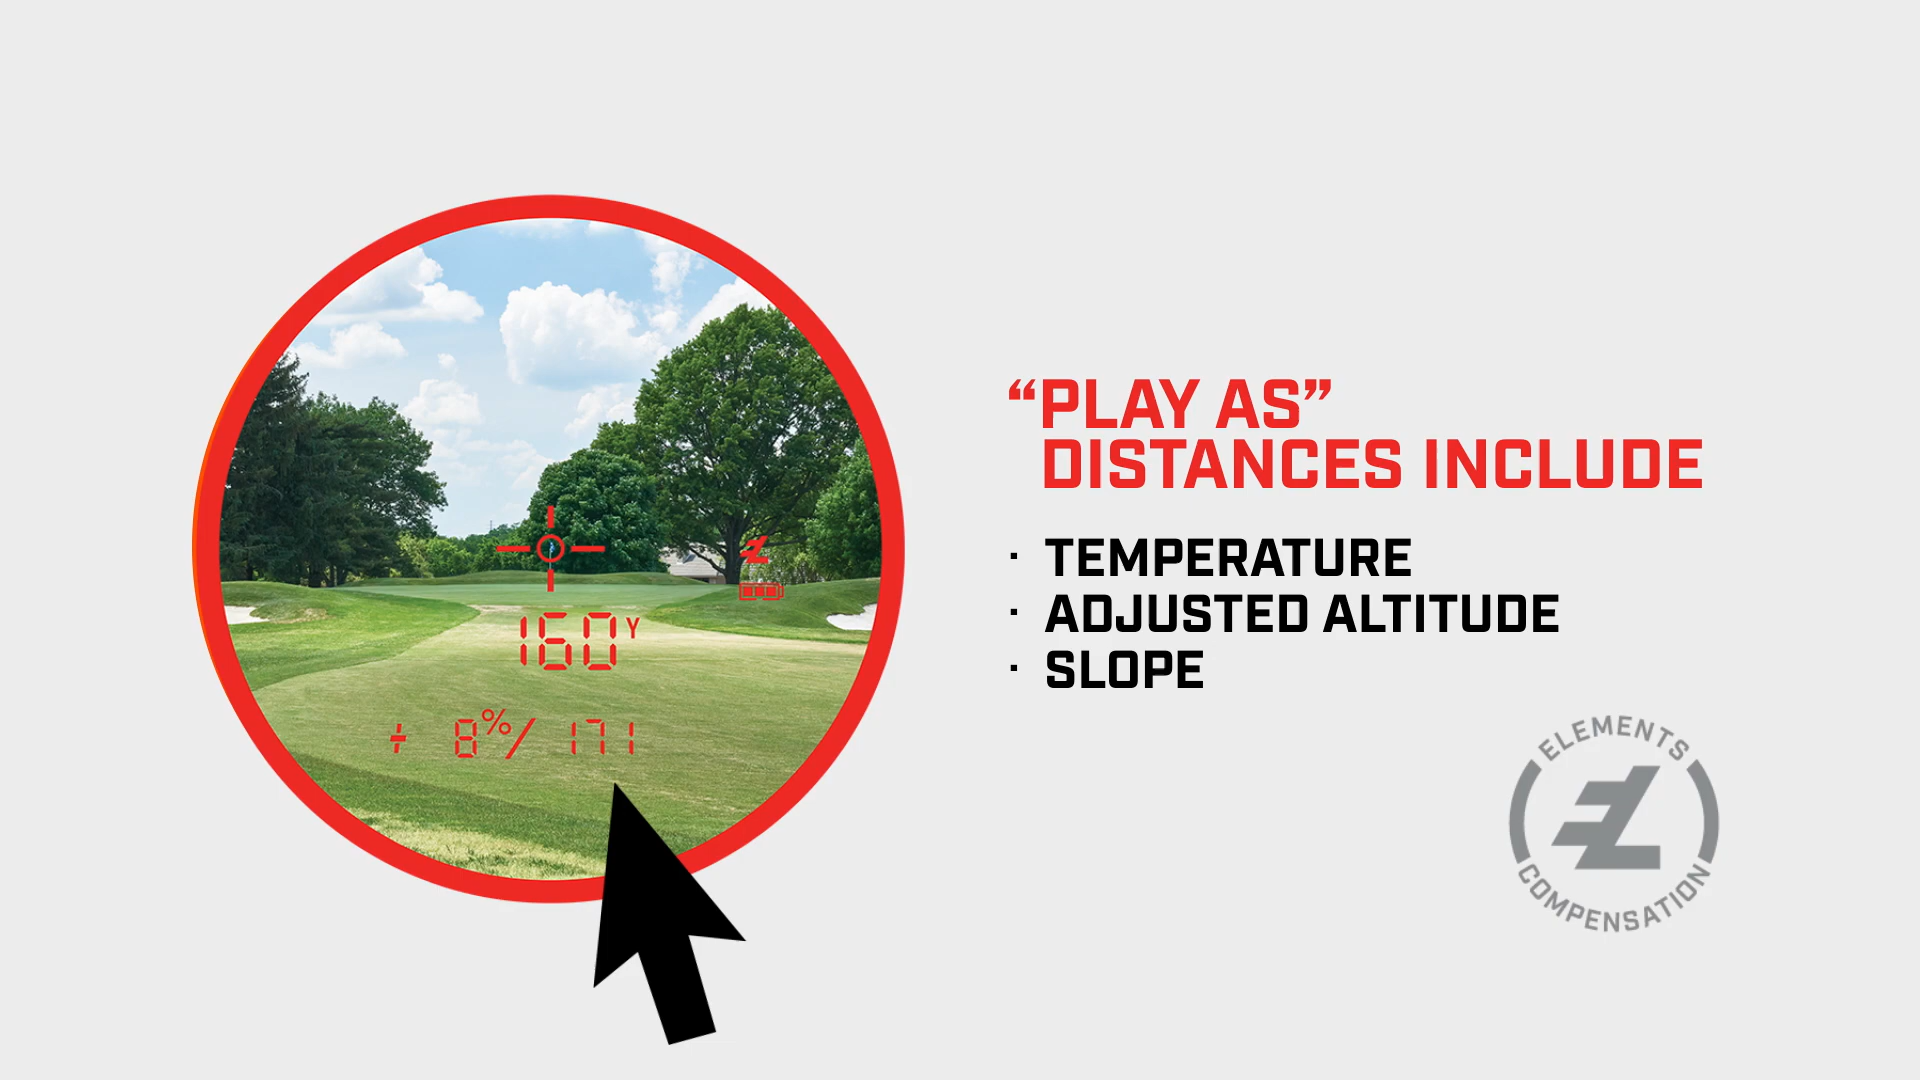 160Y
+ 8%/ 171
“PLAY AS”
DISTANCES INCLUDE
· TEMPERATURE
· ADJUSTED ALTITUDE
· SLOPE
ELEMENTS
COMPENSATION